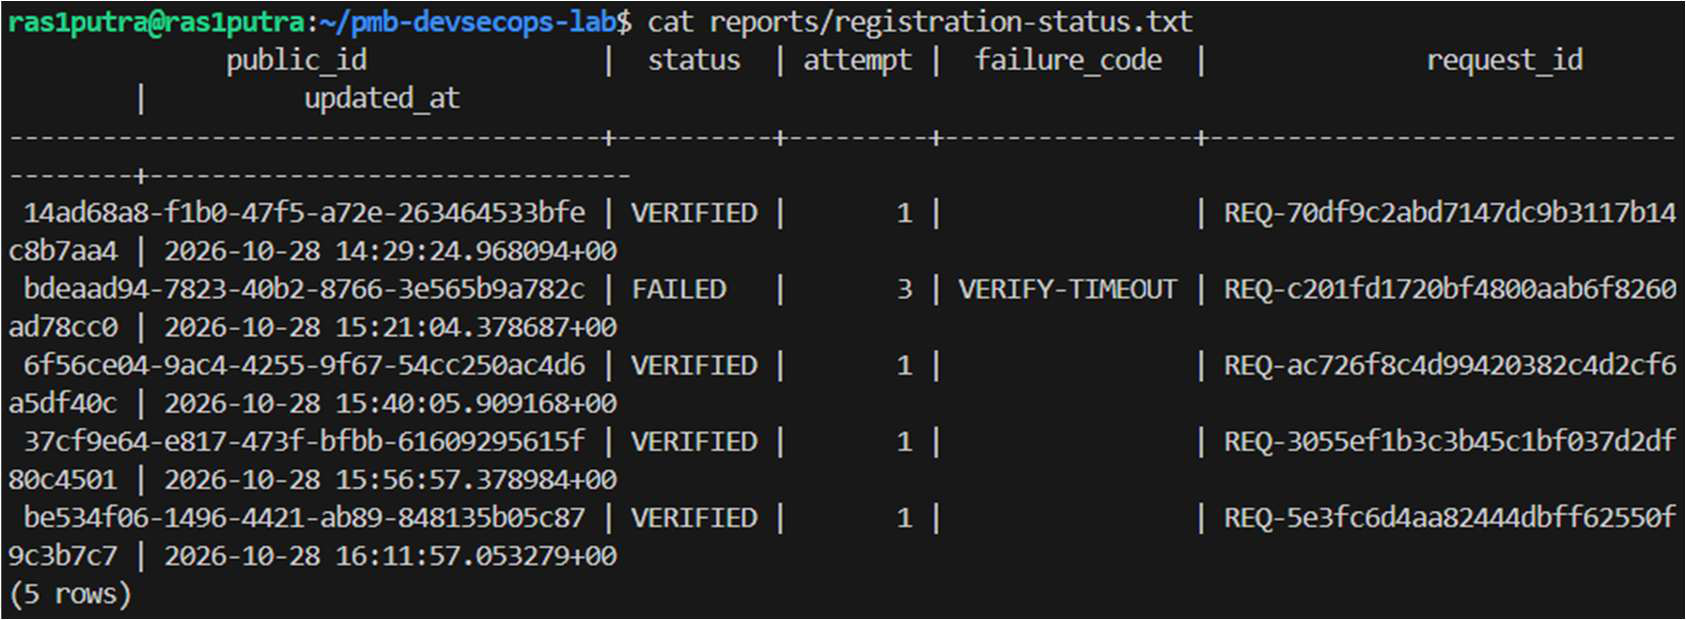 ras1putra@ras1putra:~/pmb-devsecops-lab$ cat reports/registration-status.txt
              public_id               |  status  | attempt |  failure_code  |              request_id
        |          updated_at
--------------------------------------+----------+---------+----------------+------------------------------
--------+-------------------------------
 14ad68a8-f1b0-47f5-a72e-263464533bfe | VERIFIED |       1 |                | REQ-70df9c2abd7147dc9b3117b14
c8b7aa4 | 2026-10-28 14:29:24.968094+00
 bdeaad94-7823-40b2-8766-3e565b9a782c | FAILED   |       3 | VERIFY-TIMEOUT | REQ-c201fd1720bf4800aab6f8260
ad78cc0 | 2026-10-28 15:21:04.378687+00
 6f56ce04-9ac4-4255-9f67-54cc250ac4d6 | VERIFIED |       1 |                | REQ-ac726f8c4d99420382c4d2cf6
a5df40c | 2026-10-28 15:40:05.909168+00
 37cf9e64-e817-473f-bfbb-61609295615f | VERIFIED |       1 |                | REQ-3055ef1b3c3b45c1bf037d2df
80c4501 | 2026-10-28 15:56:57.378984+00
 be534f06-1496-4421-ab89-848135b05c87 | VERIFIED |       1 |                | REQ-5e3fc6d4aa82444dbff62550f
9c3b7c7 | 2026-10-28 16:11:57.053279+00
(5 rows)